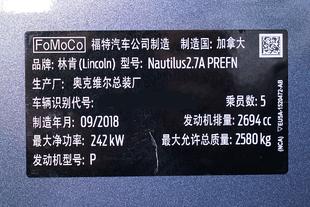 FoMoCo 福特汽车公司制造 制造国: 加拿大
品牌: 林肯(Lincoln) 型号: Nautilus2.7A PREFN
生产厂: 奥克维尔总装厂
车辆识别代号: 乘员数: 5
制造年月: 09/2018 发动机排量: 2694 cc
最大净功率: 242 kW 最大允许总质量: 2580 kg
发动机型号: P
(NCA) EU5A-1520472-AB